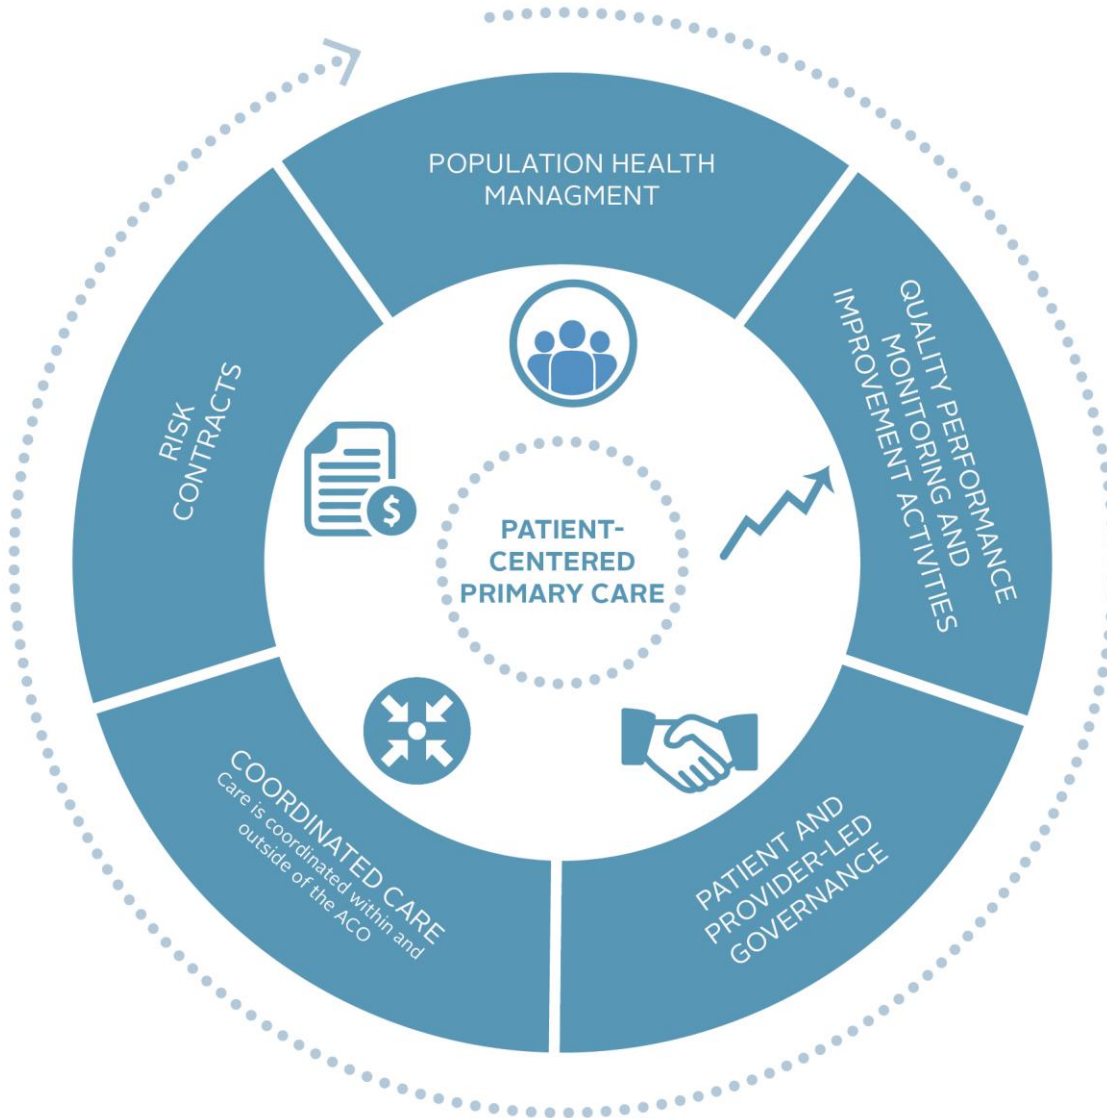 POPULATION HEALTH
MANAGMENT
QUALITY PERFORMANCE
MONITORING AND
IMPROVEMENT ACTIVITIES
PATIENT AND
PROVIDER-LED
GOVERNANCE
COORDINATED CARE
Care is coordinated within and
outside of the ACO
RISK
CONTRACTS
$
PATIENT-
CENTERED
PRIMARY CARE